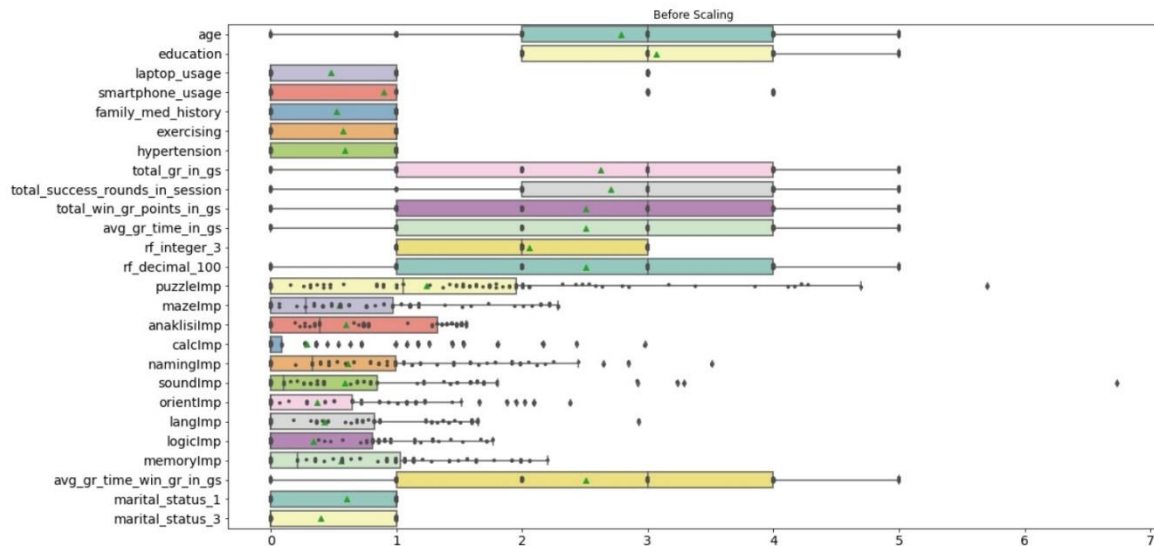 Before Scaling
age
education
laptop_usage
smartphone_usage
family_med_history
exercising
hypertension
total_gr_in_gs
total_success_rounds_in_session
total_win_gr_points_in_gs
avg_gr_time_in_gs
rf_integer_3
rf_decimal_100
puzzleImp
mazeImp
anaklisiImp
calcImp
namingImp
soundImp
orientImp
langImp
logicImp
memoryImp
avg_gr_time_win_gr_in_gs
marital_status_1
marital_status_3
0 1 2 3 4 5 6 7